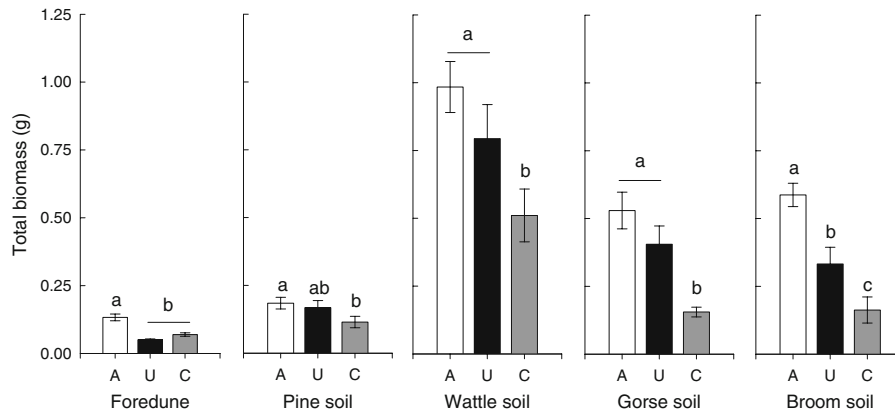 Total biomass (g)
1.25
1.00
0.75
0.50
0.25
0.00
a
b
A U C
Foredune
a ab b
A U C
Pine soil
a
b
A U C
Wattle soil
a
b
A U C
Gorse soil
a
b
c
A U C
Broom soil